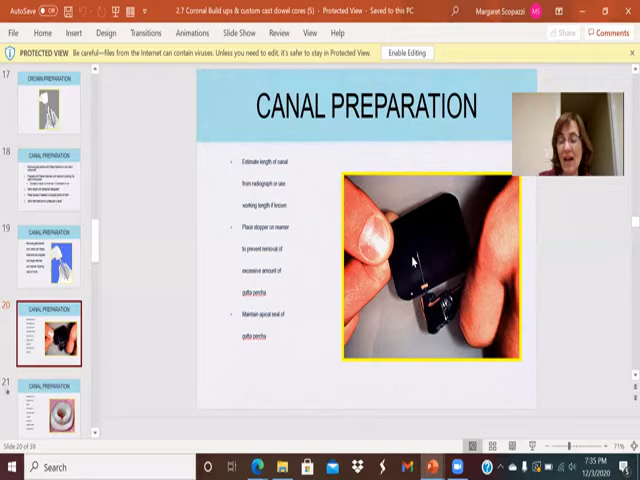 AutoSave Off
2.7 Coronal Build ups & custom cast dowel cores (5) - Protected View • Saved to this PC
Margaret Scopazzi MS
File Home Insert Design Transitions Animations Slide Show Review View Help
Share Comments
PROTECTED VIEW Be careful—files from the Internet can contain viruses. Unless you need to edit, it's safer to stay in Protected View. Enable Editing
17
CROWN PREPARATION
18
CANAL PREPARATION
19
CANAL PREPARATION
20
CANAL PREPARATION
21
CANAL PREPARATION
CANAL PREPARATION
• Estimate length of canal
from radiograph or use
working length if known
• Place stopper on reamer
to prevent removal of
excessive amount of
gutta percha
• Maintain apical seal of
gutta percha
Slide 20 of 39
71%
Search
7:35 PM
12/3/2020